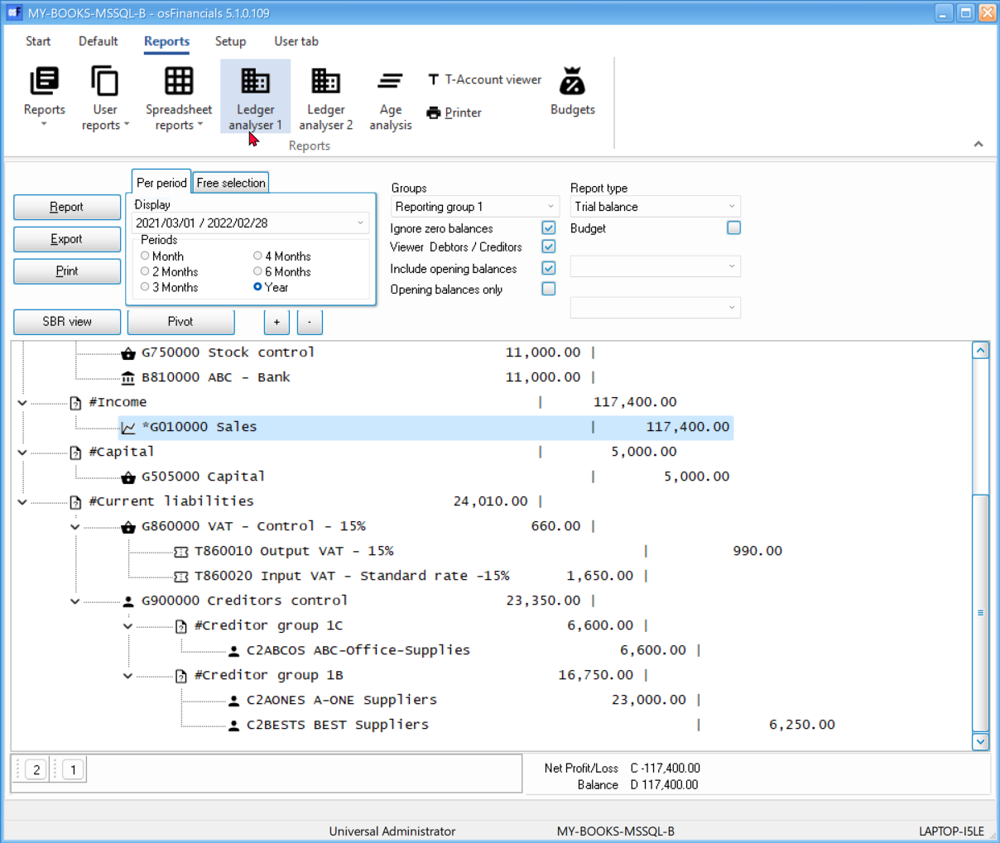 MY-BOOKS-MSSQL-B - osFinancials 5.1.0.109
Start Default Reports Setup User tab
Reports
User reports
Spreadsheet reports
Ledger analyser 1
Ledger analyser 2
Age analysis
T-Account viewer
Printer
Budgets
Reports
Report
Export
Print
Per period Free selection
Display
2021/03/01 / 2022/02/28
Periods
Month 4 Months
2 Months 6 Months
3 Months Year
Groups
Reporting group 1
Ignore zero balances
Viewer Debtors / Creditors
Include opening balances
Opening balances only
Report type
Trial balance
Budget
SBR view Pivot + -
G750000 Stock control 11,000.00 |
B810000 ABC - Bank 11,000.00 |
#Income | 117,400.00
*G010000 Sales | 117,400.00
#Capital | 5,000.00
G505000 Capital | 5,000.00
#Current liabilities 24,010.00 |
G860000 VAT - Control - 15% 660.00 |
T860010 Output VAT - 15% | 990.00
T860020 Input VAT - Standard rate -15% 1,650.00 |
G900000 Creditors control 23,350.00 |
#Creditor group 1C 6,600.00 |
C2ABCOS ABC-Office-Supplies 6,600.00 |
#Creditor group 1B 16,750.00 |
C2AONES A-ONE Suppliers 23,000.00 |
C2BESTS BEST Suppliers | 6,250.00
2 1
Net Profit/Loss C -117,400.00
Balance D 117,400.00
Universal Administrator MY-BOOKS-MSSQL-B LAPTOP-I5LE